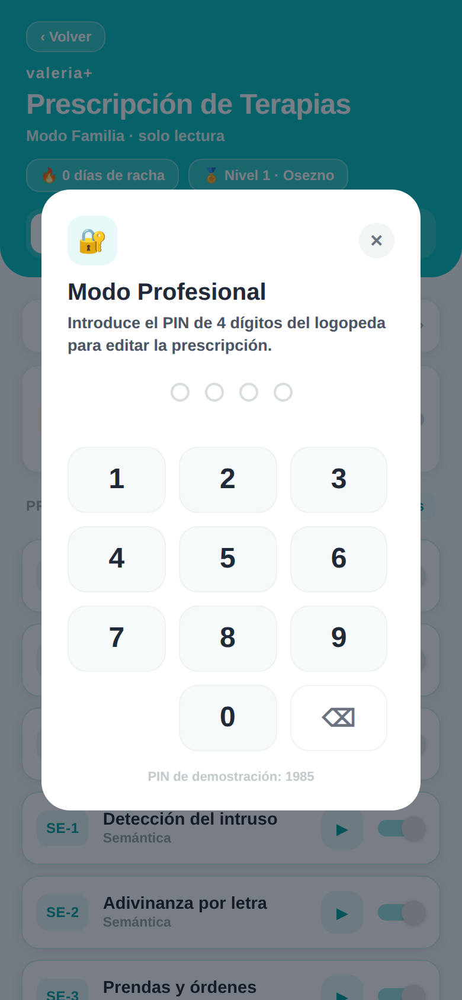 ‹ Volver
valeria+
Prescripción de Terapias
Modo Familia · solo lectura
🔥 0 días de racha
🏅 Nivel 1 · Osezno
✕
Modo Profesional
Introduce el PIN de 4 dígitos del logopeda
para editar la prescripción.
1 2 3
4 5 6
7 8 9
0 ⌫
PIN de demostración: 1985
SE-1 Detección del intruso
Semántica
SE-2 Adivinanza por letra
Semántica
SE-3 Prendas y órdenes